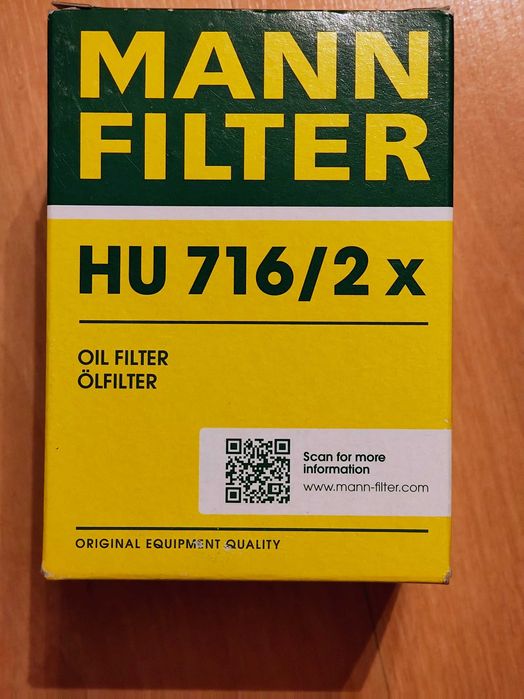 MANN
FILTER
HU 716/2 x
OIL FILTER
ÖLFILTER
Scan for more
information
www.mann-filter.com
ORIGINAL EQUIPMENT QUALITY